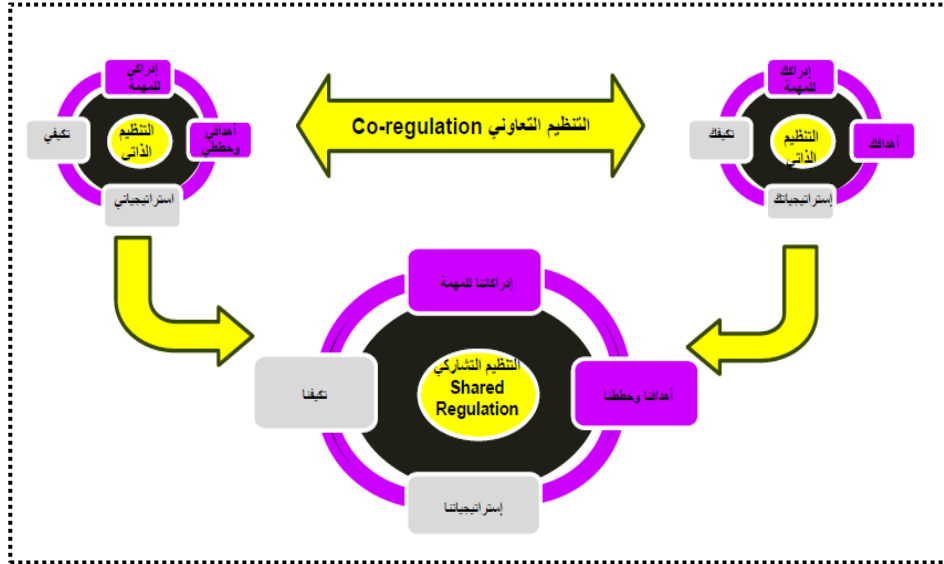 إدراكي
للمهمة
أهدافي
وخططي
التنظيم
الذاتي
تكيفي
استراتيجياتي
التنظيم التعاوني Co-regulation
إدراكك
للمهمة
أهدافك
التنظيم
الذاتي
تكيفك
إستراتيجياتك
إدراكاتنا للمهمة
أهدافنا وخططنا
التنظيم التشاركي
Shared
Regulation
تكيفنا
إستراتيجياتنا